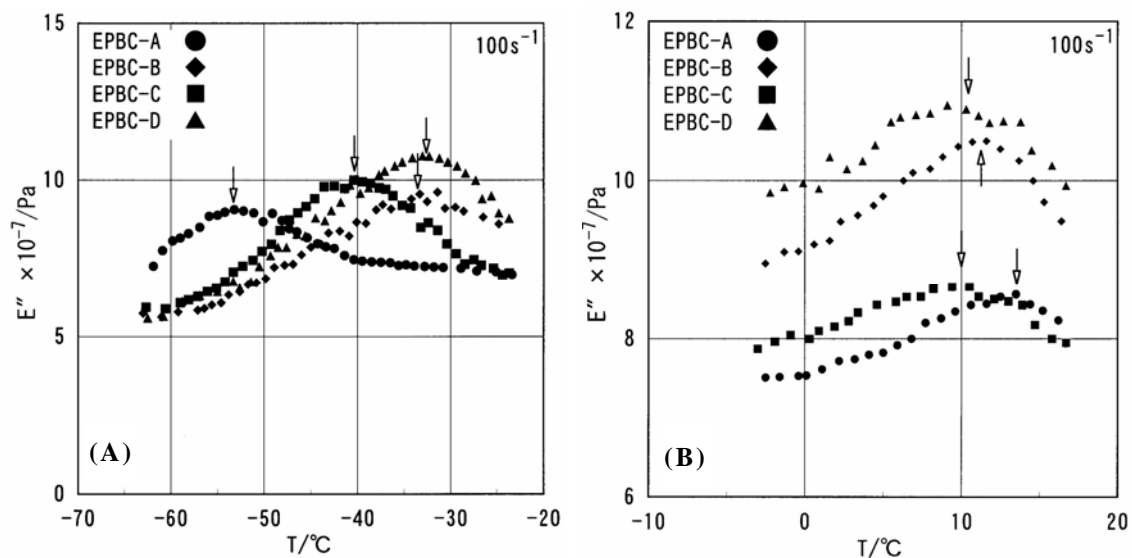 15
EPBC-A
EPBC-B
EPBC-C
EPBC-D
100s⁻¹
10
5
0
E″ ×10⁻⁷/Pa
(A)
-70 -60 -50 -40 -30 -20
T/℃
12
EPBC-A
EPBC-B
EPBC-C
EPBC-D
100s⁻¹
10
8
6
E″ ×10⁻⁷/Pa
(B)
-10 0 10 20
T/℃